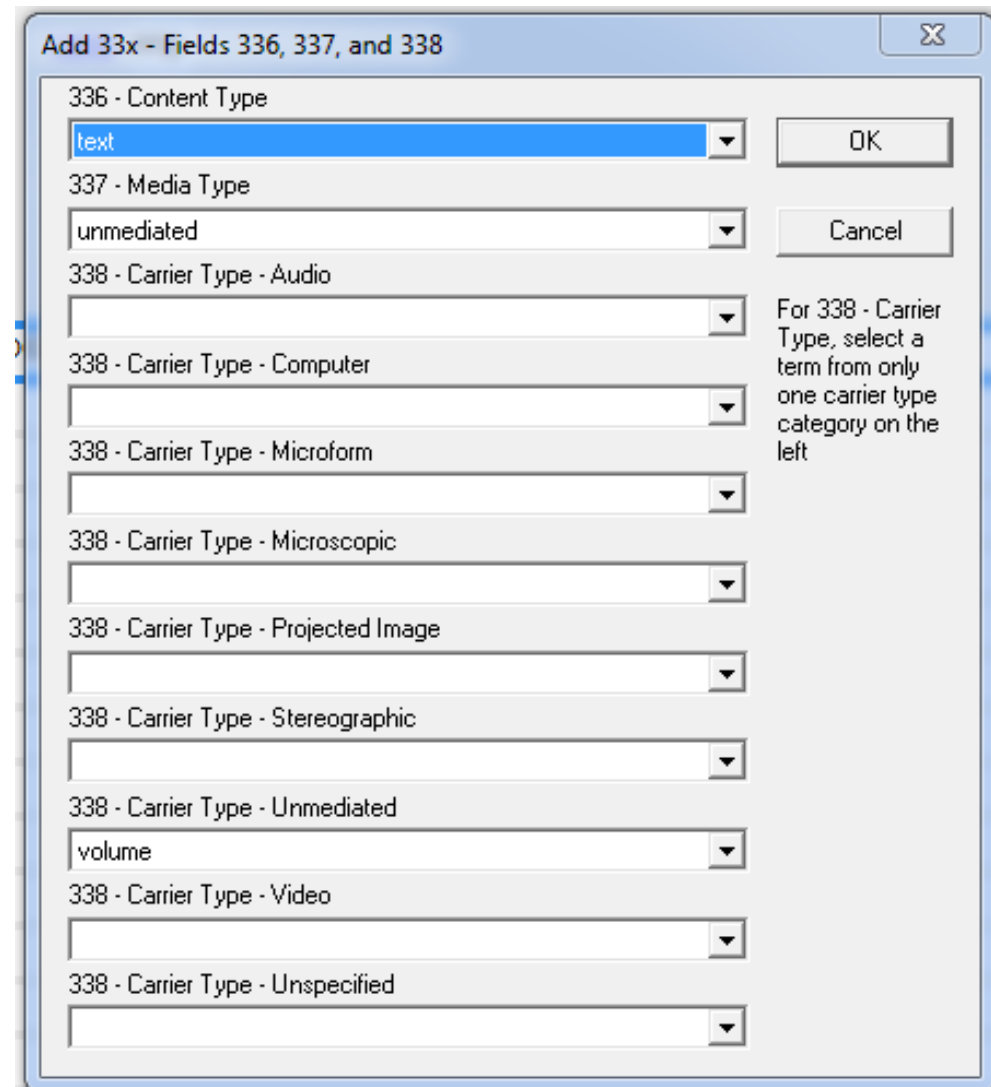 Add 33x - Fields 336, 337, and 338
336 - Content Type
text
OK
337 - Media Type
unmediated
Cancel
338 - Carrier Type - Audio
For 338 - Carrier
Type, select a
term from only
one carrier type
category on the
left
338 - Carrier Type - Computer
338 - Carrier Type - Microform
338 - Carrier Type - Microscopic
338 - Carrier Type - Projected Image
338 - Carrier Type - Stereographic
338 - Carrier Type - Unmediated
volume
338 - Carrier Type - Video
338 - Carrier Type - Unspecified